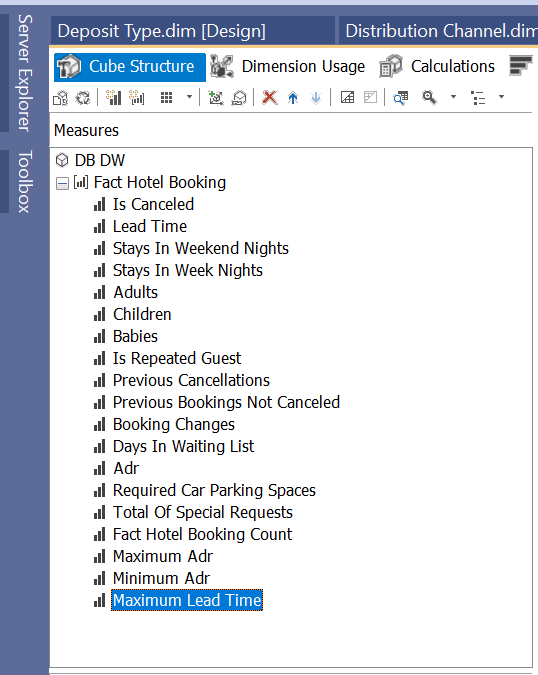 Server Explorer
Toolbox
Deposit Type.dim [Design]
Distribution Channel.dim
Cube Structure
Dimension Usage
Calculations
Measures
DB DW
Fact Hotel Booking
Is Canceled
Lead Time
Stays In Weekend Nights
Stays In Week Nights
Adults
Children
Babies
Is Repeated Guest
Previous Cancellations
Previous Bookings Not Canceled
Booking Changes
Days In Waiting List
Adr
Required Car Parking Spaces
Total Of Special Requests
Fact Hotel Booking Count
Maximum Adr
Minimum Adr
Maximum Lead Time